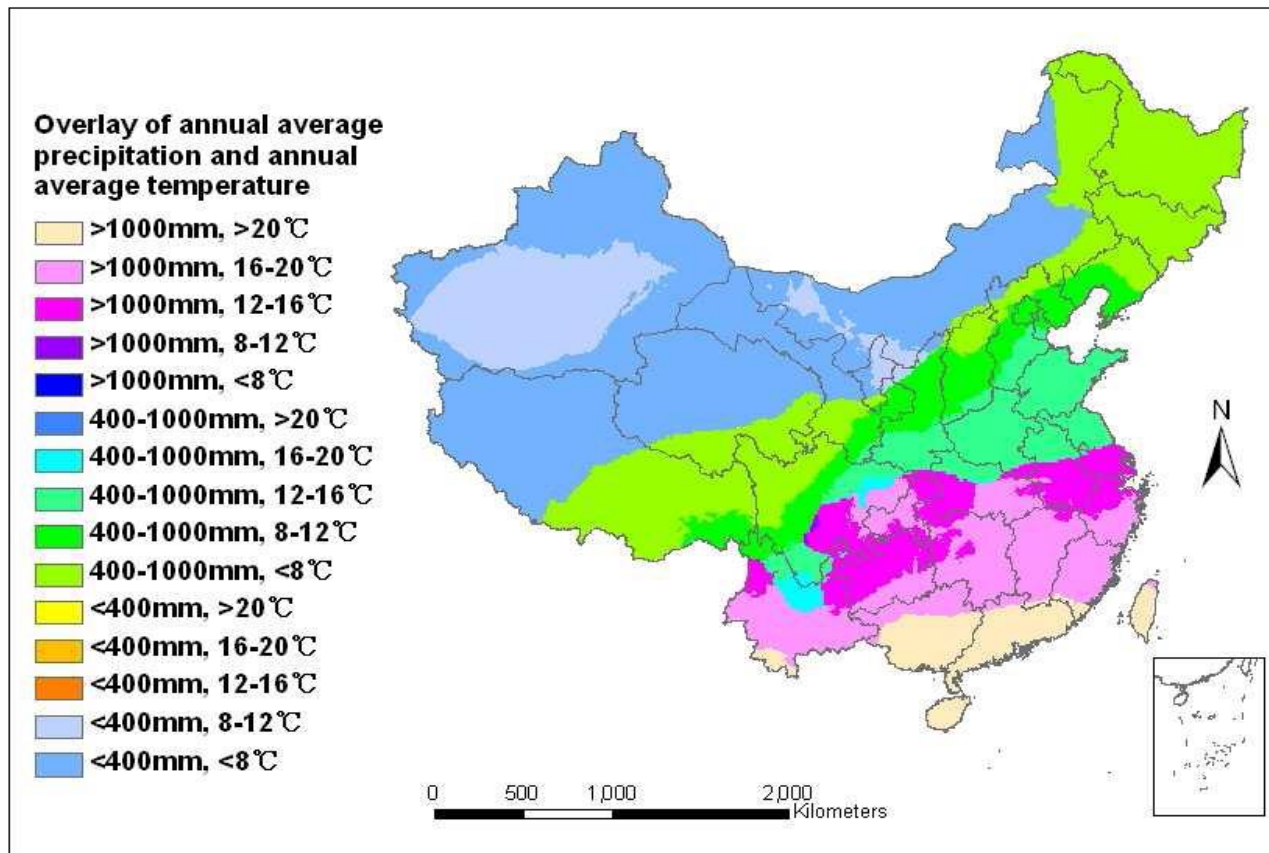 Overlay of annual average
precipitation and annual
average temperature
>1000mm, >20℃
>1000mm, 16-20℃
>1000mm, 12-16℃
>1000mm, 8-12℃
>1000mm, <8℃
400-1000mm, >20℃
400-1000mm, 16-20℃
400-1000mm, 12-16℃
400-1000mm, 8-12℃
400-1000mm, <8℃
<400mm, >20℃
<400mm, 16-20℃
<400mm, 12-16℃
<400mm, 8-12℃
<400mm, <8℃
N
0 500 1,000 2,000
Kilometers